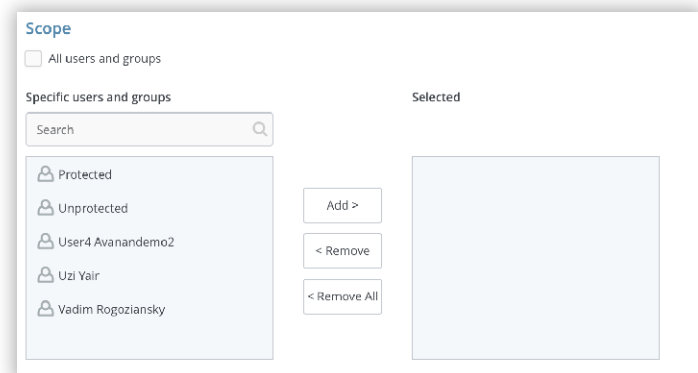 Scope
All users and groups
Specific users and groups
Selected
Search
Protected
Unprotected
User4 Avanandemo2
Uzi Yair
Vadim Rogoziansky
Add >
< Remove
< Remove All